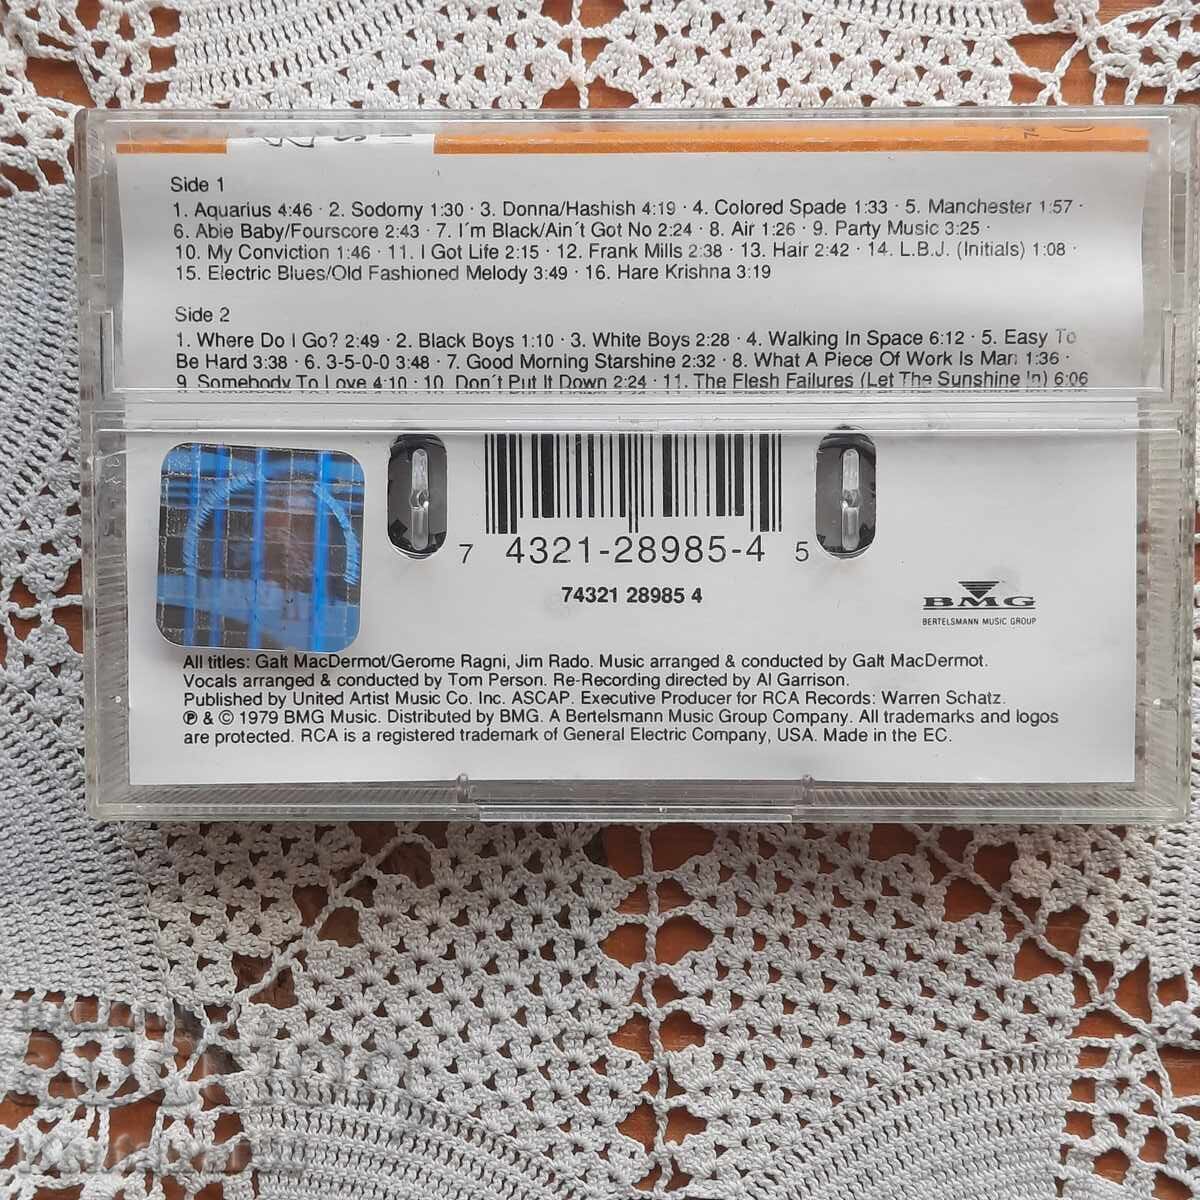 Side 1
1. Aquarius 4:46 · 2. Sodomy 1:30 · 3. Donna/Hashish 4:19 · 4. Colored Spade 1:33 · 5. Manchester 1:57 ·
6. Abie Baby/Fourscore 2:43 · 7. I´m Black/Ain´t Got No 2:24 · 8. Air 1:26 · 9. Party Music 3:25 ·
10. My Conviction 1:46 · 11. I Got Life 2:15 · 12. Frank Mills 2:38 · 13. Hair 2:42 · 14. L.B.J. (Initials) 1:08 ·
15. Electric Blues/Old Fashioned Melody 3:49 · 16. Hare Krishna 3:19
Side 2
1. Where Do I Go? 2:49 · 2. Black Boys 1:10 · 3. White Boys 2:28 · 4. Walking In Space 6:12 · 5. Easy To
Be Hard 3:38 · 6. 3-5-0-0 3:48 · 7. Good Morning Starshine 2:32 · 8. What A Piece Of Work Is Man 1:36 ·
9. Somebody To Love 4:10 · 10. Don´t Put It Down 2:24 · 11. The Flesh Failures (Let The Sunshine In) 6:06
7 4321-28985-4 5
74321 28985 4
BMG
BERTELSMANN MUSIC GROUP
All titles: Galt MacDermot/Gerome Ragni, Jim Rado. Music arranged & conducted by Galt MacDermot.
Vocals arranged & conducted by Tom Person. Re-Recording directed by Al Garrison.
Published by United Artist Music Co. Inc. ASCAP. Executive Producer for RCA Records: Warren Schatz.
℗ & © 1979 BMG Music. Distributed by BMG. A Bertelsmann Music Group Company. All trademarks and logos
are protected. RCA is a registered trademark of General Electric Company, USA. Made in the EC.